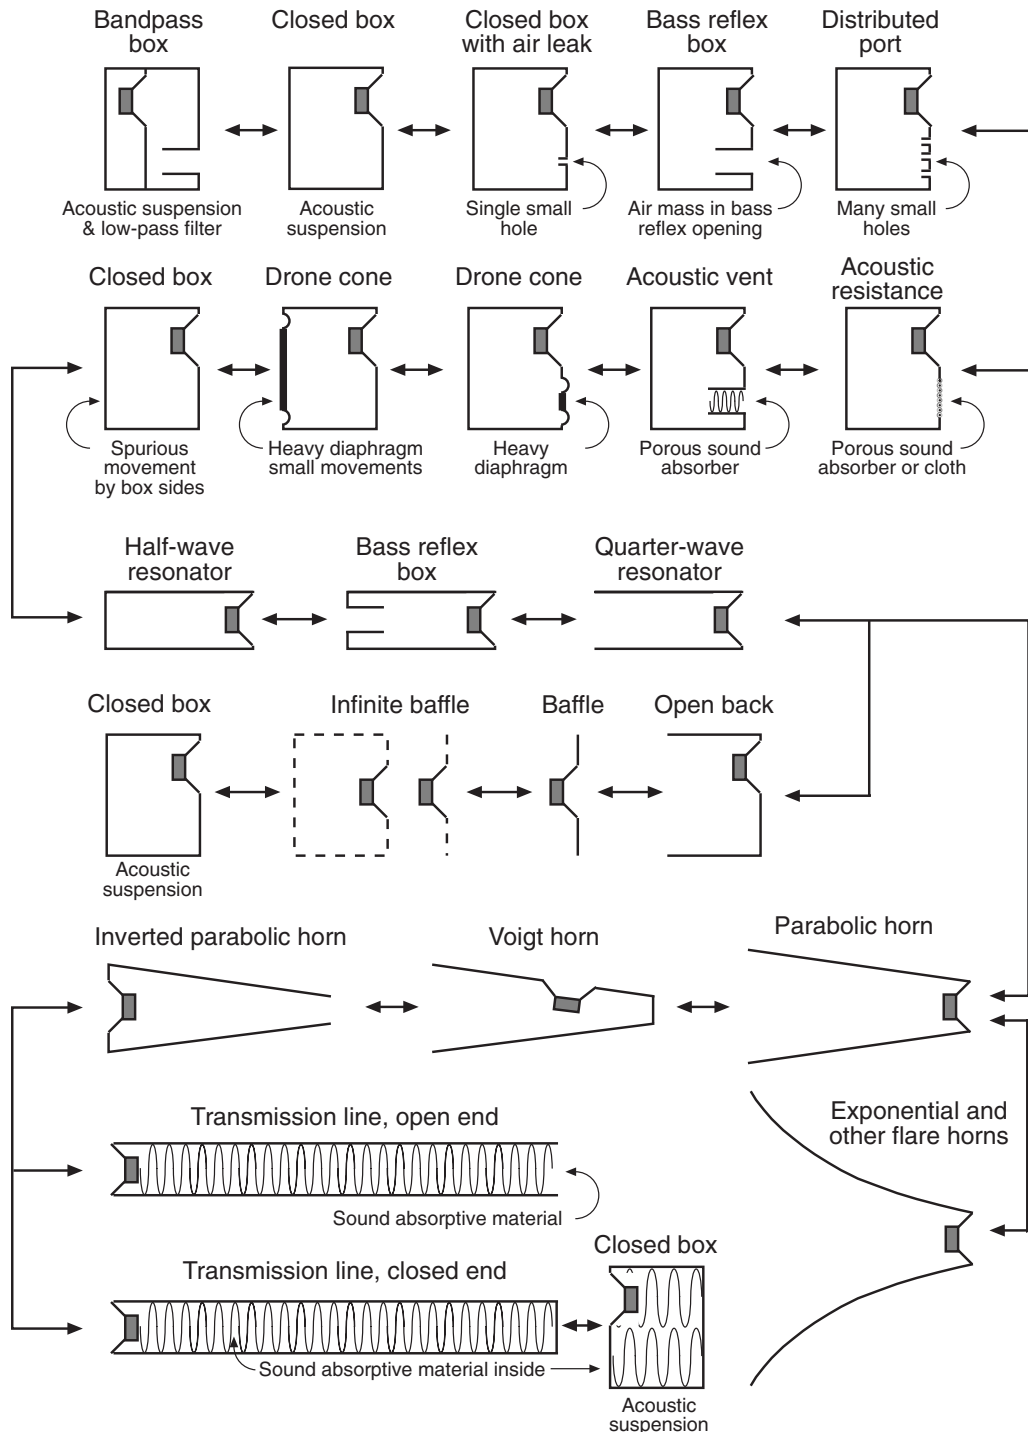 Bandpass
box
Closed box
Closed box
with air leak
Bass reflex
box
Distributed
port
Acoustic suspension
& low-pass filter
Acoustic
suspension
Single small
hole
Air mass in bass
reflex opening
Many small
holes
Closed box
Drone cone
Drone cone
Acoustic vent
Acoustic
resistance
Spurious
movement
by box sides
Heavy diaphragm
small movements
Heavy
diaphragm
Porous sound
absorber
Porous sound
absorber or cloth
Half-wave
resonator
Bass reflex
box
Quarter-wave
resonator
Closed box
Infinite baffle
Baffle
Open back
Acoustic
suspension
Inverted parabolic horn
Voigt horn
Parabolic horn
Transmission line, open end
Exponential and
other flare horns
Sound absorptive material
Transmission line, closed end
Closed box
Sound absorptive material inside
Acoustic
suspension